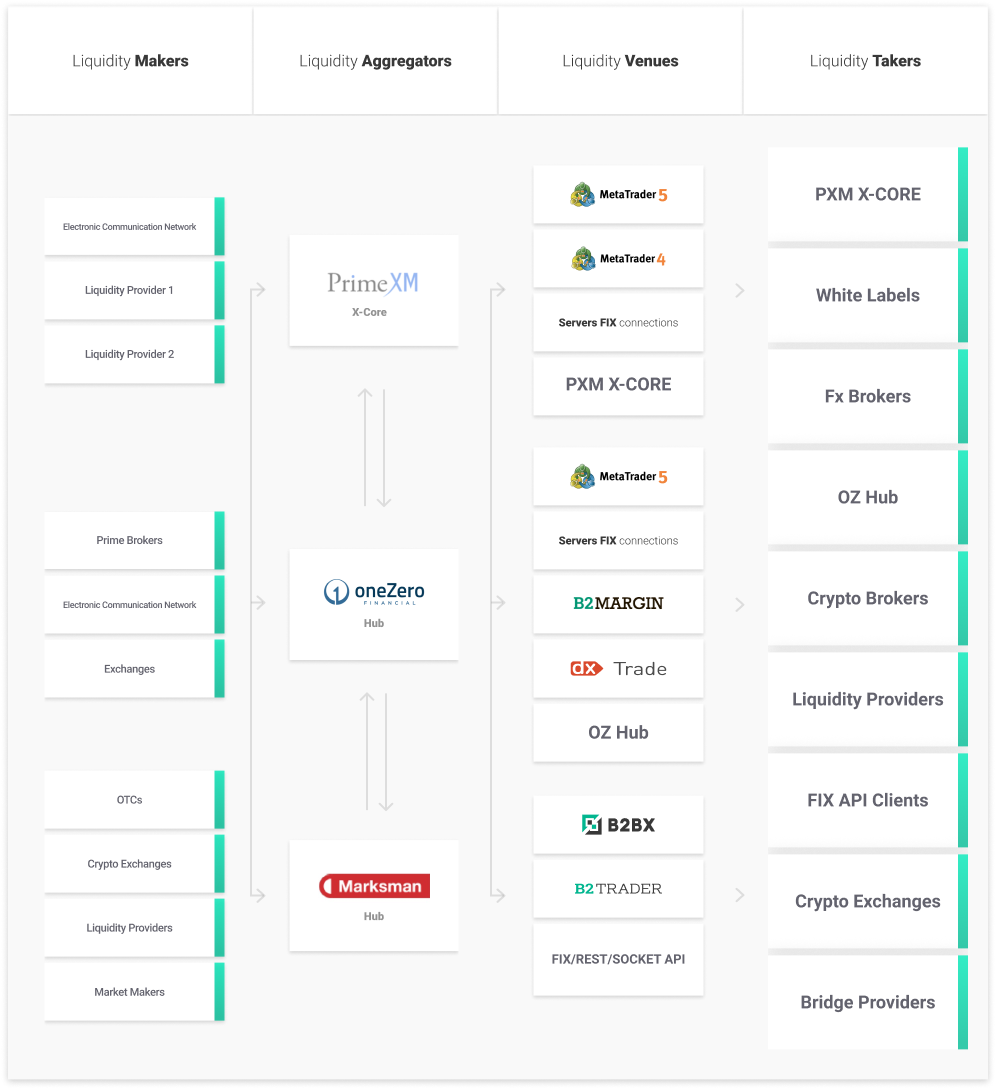 Liquidity Makers
Liquidity Aggregators
Liquidity Venues
Liquidity Takers
Electronic Communication Network
Liquidity Provider 1
Liquidity Provider 2
Prime Brokers
Electronic Communication Network
Exchanges
OTCs
Crypto Exchanges
Liquidity Providers
Market Makers
PrimeXM
X-Core
oneZero
FINANCIAL
Hub
Marksman
Hub
MetaTrader 5
MetaTrader 4
Servers FIX connections
PXM X-CORE
MetaTrader 5
Servers FIX connections
B2MARGIN
dx Trade
OZ Hub
B2BX
B2TRADER
FIX/REST/SOCKET API
PXM X-CORE
White Labels
Fx Brokers
OZ Hub
Crypto Brokers
Liquidity Providers
FIX API Clients
Crypto Exchanges
Bridge Providers